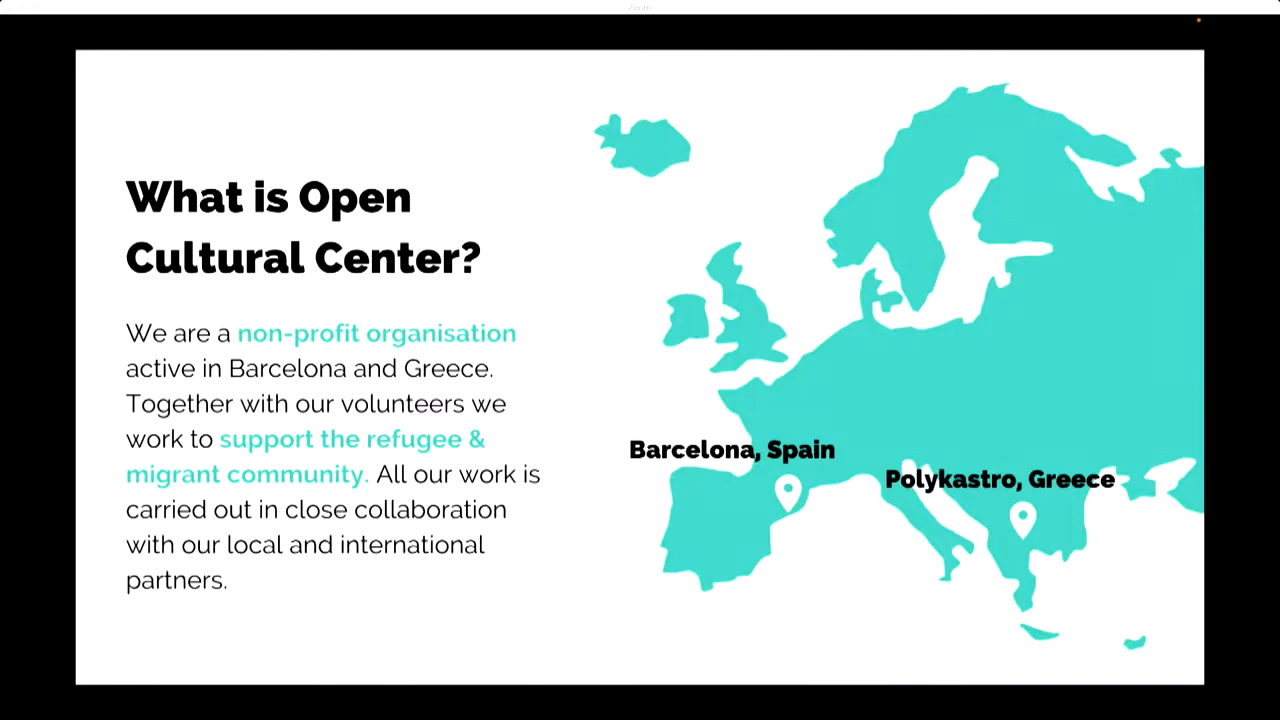 What is Open
Cultural Center?
We are a non-profit organisation
active in Barcelona and Greece.
Together with our volunteers we
work to support the refugee &
migrant community. All our work is
carried out in close collaboration
with our local and international
partners.
Barcelona, Spain
Polykastro, Greece